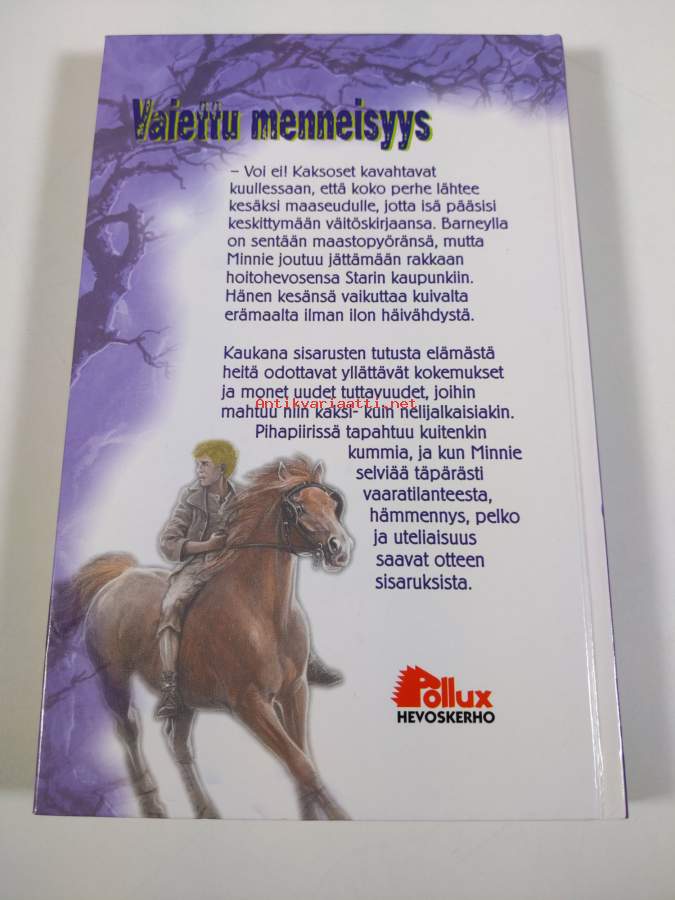 Vaiettu menneisyys
– Voi ei! Kaksoset kavahtavat
kuullessaan, että koko perhe lähtee
kesäksi maaseudulle, jotta isä pääsisi
keskittymään väitöskirjaansa. Barneylla
on sentään maastopyöränsä, mutta
Minnie joutuu jättämään rakkaan
hoitohevosensa Starin kaupunkiin.
Hänen kesänsä vaikuttaa kuivalta
erämaalta ilman ilon häivähdystä.
Kaukana sisarusten tutusta elämästä
heitä odottavat yllättävät kokemukset
ja monet uudet tuttavuudet, joihin
Antikvariaatti.net
mahtuu niin kaksi- kuin nelijalkaisiakin.
Pihapiirissä tapahtuu kuitenkin
kummia, ja kun Minnie
selviää täpärästi
vaaratilanteesta,
hämmennys, pelko
ja uteliaisuus
saavat otteen
sisaruksista.
Pollux
HEVOSKERHO